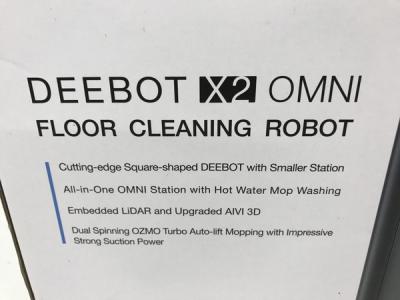 DEEBOT X2 OMNI
FLOOR CLEANING ROBOT
Cutting-edge Square-shaped DEEBOT with Smaller Station
All-in-One OMNI Station with Hot Water Mop Washing
Embedded LiDAR and Upgraded AIVI 3D
Dual Spinning OZMO Turbo Auto-lift Mopping with Impressive
Strong Suction Power